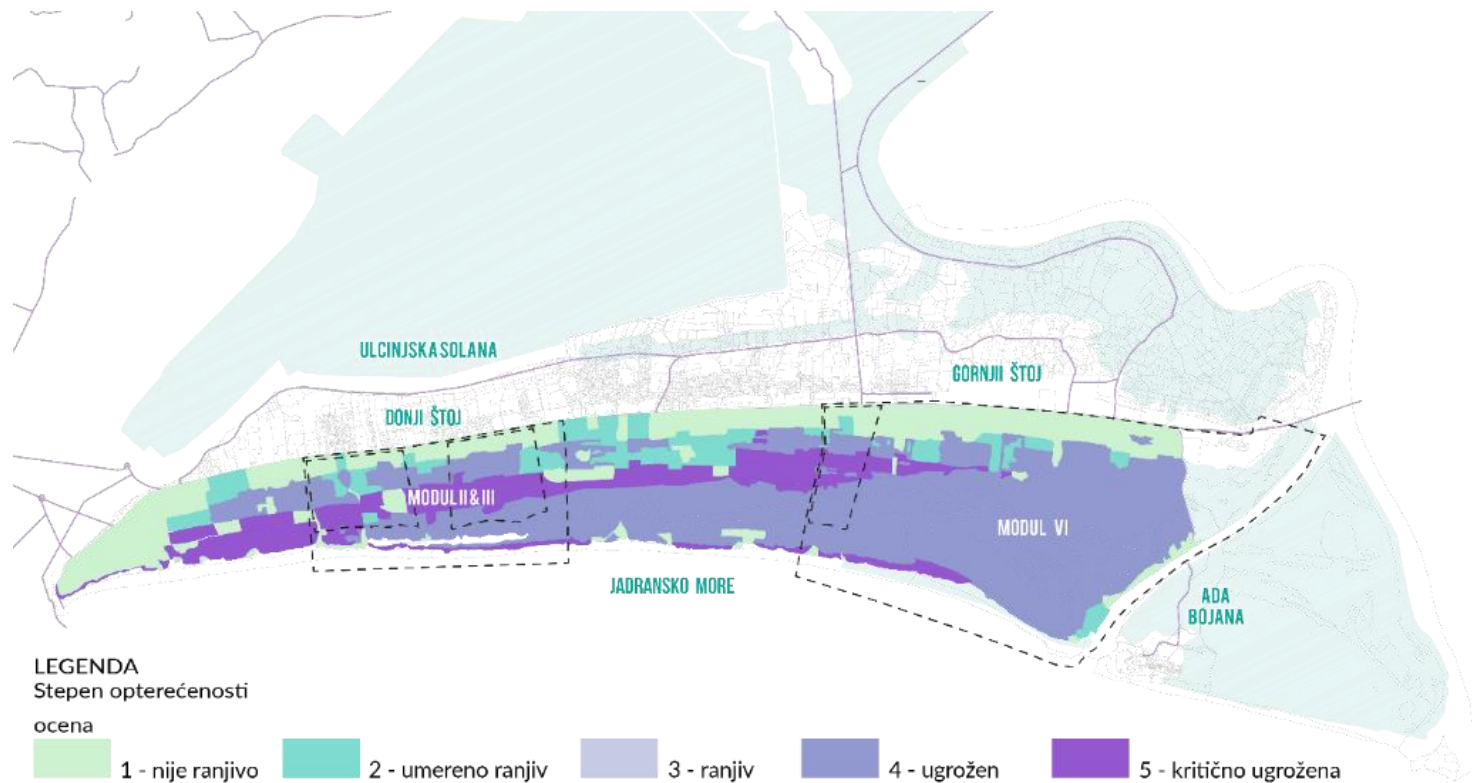 ULCINJSKA SOLANA
GORNJII ŠTOJ
DONJI ŠTOJ
MODUL II & III
MODUL VI
JADRANSKO MORE
ADA
BOJANA
LEGENDA
Stepen opterećenosti
ocena
1 - nije ranjivo
2 - umereno ranjiv
3 - ranjiv
4 - ugrožen
5 - kritično ugrožena